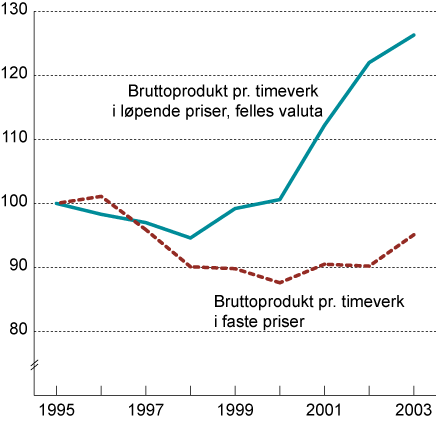 130
120
Bruttoprodukt pr. timeverk
i løpende priser, felles valuta
110
100
90
Bruttoprodukt pr. timeverk
i faste priser
80
1995 1997 1999 2001 2003